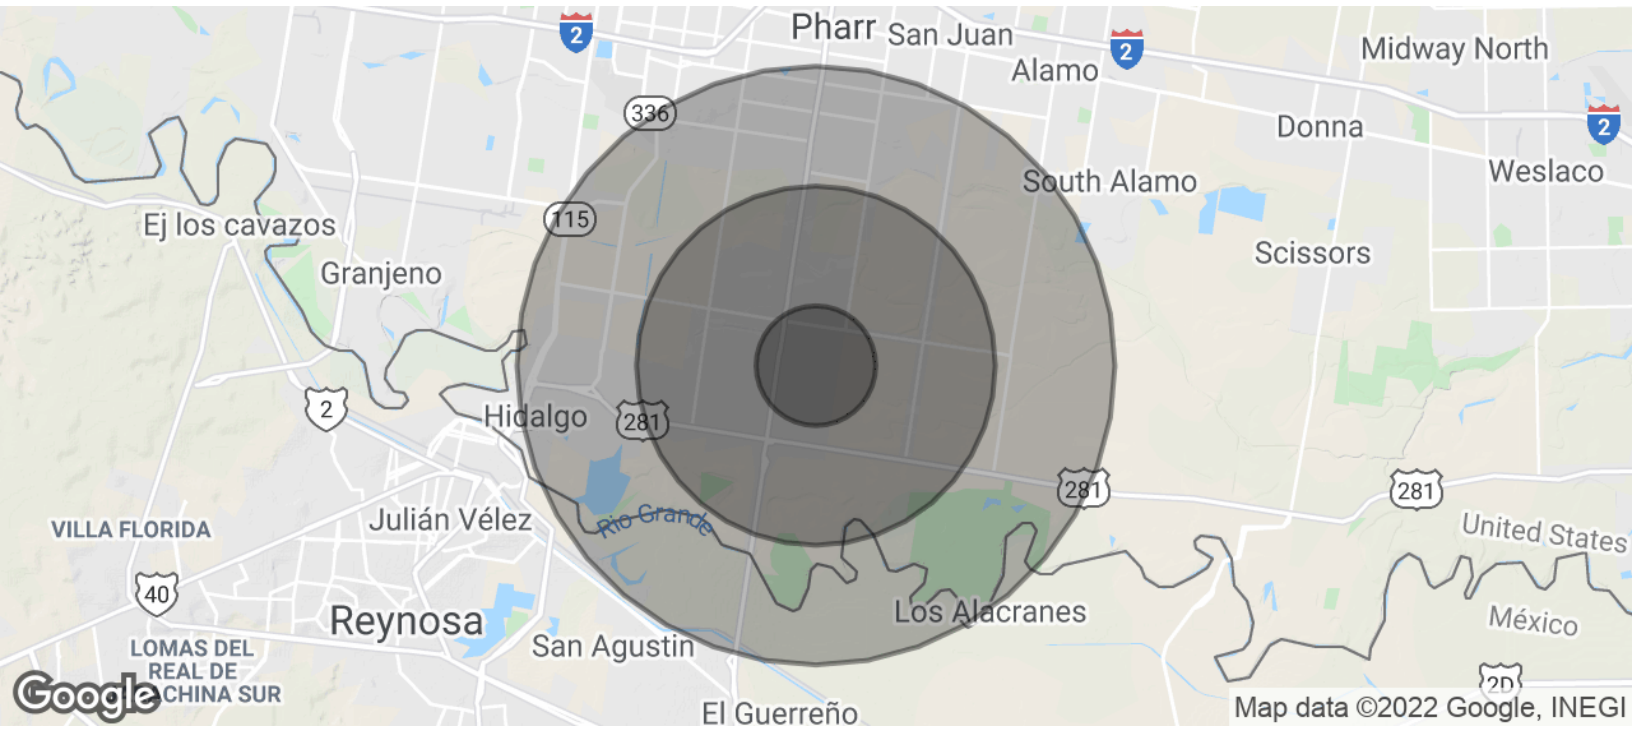 Pharr
San Juan
2
2
Midway North
Alamo
336
Donna
2
Weslaco
South Alamo
115
Ej los cavazos
Scissors
Granjeno
2
Hidalgo
281
281
281
Julián Vélez
Rio Grande
VILLA FLORIDA
United States
40
Los Alacranes
Reynosa
México
San Agustin
LOMAS DEL
REAL DE
ACHINA SUR
Google
2D
El Guerreño
Map data ©2022 Google, INEGI